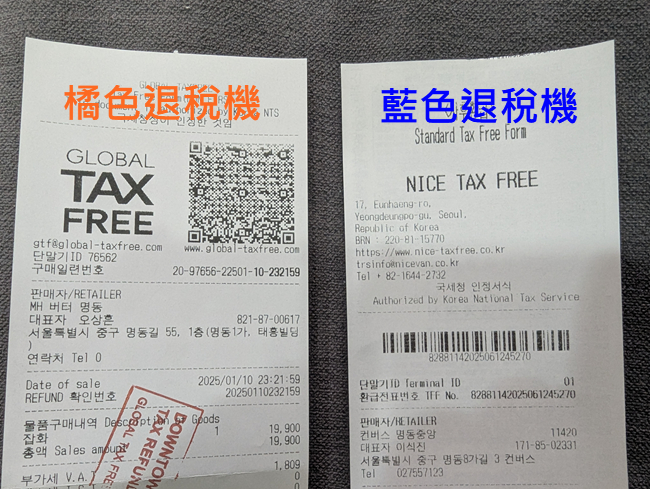 橘色退稅機
GLOBAL
TAX
FREE
gtf@global-taxfree.com
www.global-taxfree.com
단말기ID 76562
구매일련번호 20-97656-22501-10-232159
판매자/RETAILER
MH 버터 명동
대표자 오상훈 821-87-00617
서울특별시 중구 명동길 55, 1층(명동1가, 태흥빌딩
)
연락처 Tel 0
Date of sale 2025/01/10 23:21:59
REFUND 확인번호 20250110232159
물품구매내역 Description of Goods
잡화 1 19,900
총액 Sales amount 19,900
부가세 V.A. 1,809
0
DOWNTOWN
TAX REFUND
GLOBAL TAX FREE
藍色退稅機
Standard Tax Free Form
NICE TAX FREE
17, Eunhaeng-ro,
Yeongdeungpo-gu, Seoul,
Republic of Korea
BRN : 220-81-15770
https://www.nice-taxfree.co.kr
trsinfo@nicevan.co.kr
Tel + 82-1644-2732
국세청 인정서식
Authorized by Korea National Tax Service
82881142025061245270
단말기ID Terminal ID 01
환급전표번호 TFF No. 82881142025061245270
판매자/RETAILER
컨버스 명동중앙 11420
대표자 이석진 171-85-02331
서울특별시 중구 명동8가길 3 컨버스
Tel 027557123